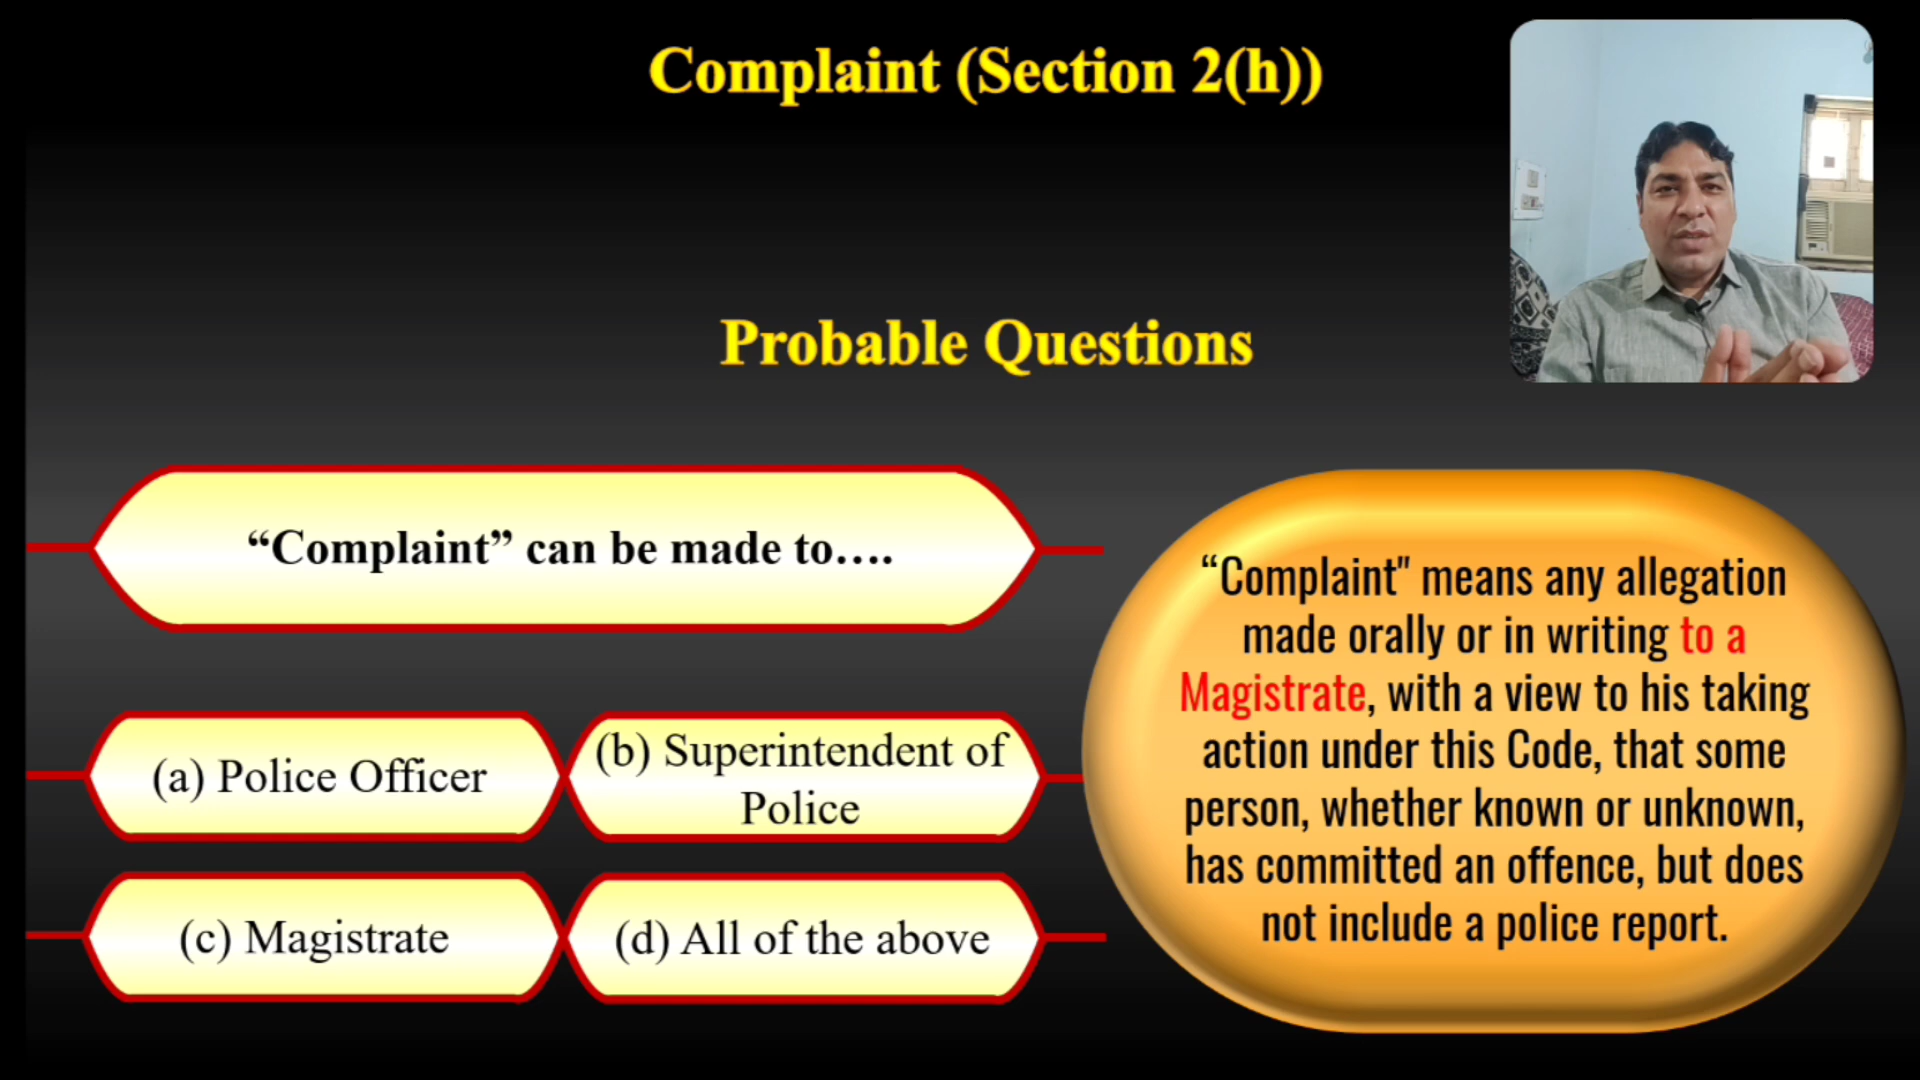 Complaint (Section 2(h))
Probable Questions
“Complaint” can be made to....
(a) Police Officer
(b) Superintendent of
Police
(c) Magistrate
(d) All of the above
“Complaint" means any allegation
made orally or in writing to a
Magistrate, with a view to his taking
action under this Code, that some
person, whether known or unknown,
has committed an offence, but does
not include a police report.